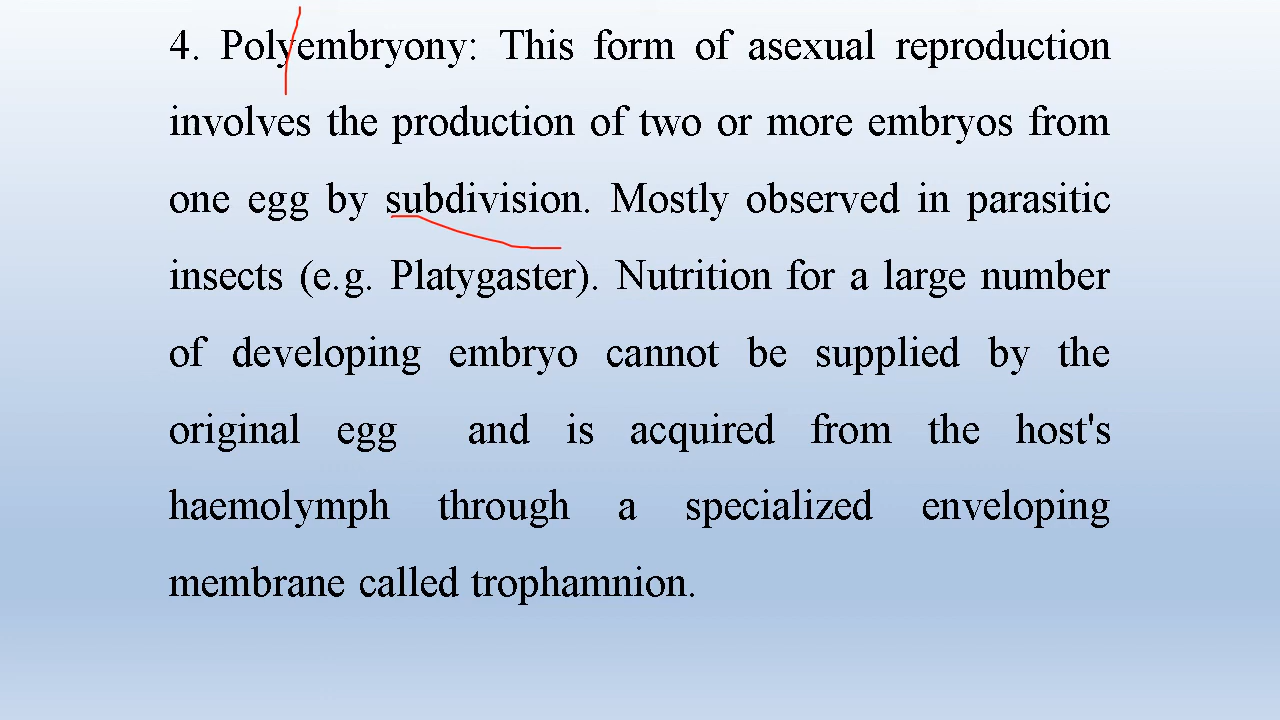 4. Polyembryony: This form of asexual reproduction
involves the production of two or more embryos from
one egg by subdivision. Mostly observed in parasitic
insects (e.g. Platygaster). Nutrition for a large number
of developing embryo cannot be supplied by the
original egg and is acquired from the host's
haemolymph through a specialized enveloping
membrane called trophamnion.